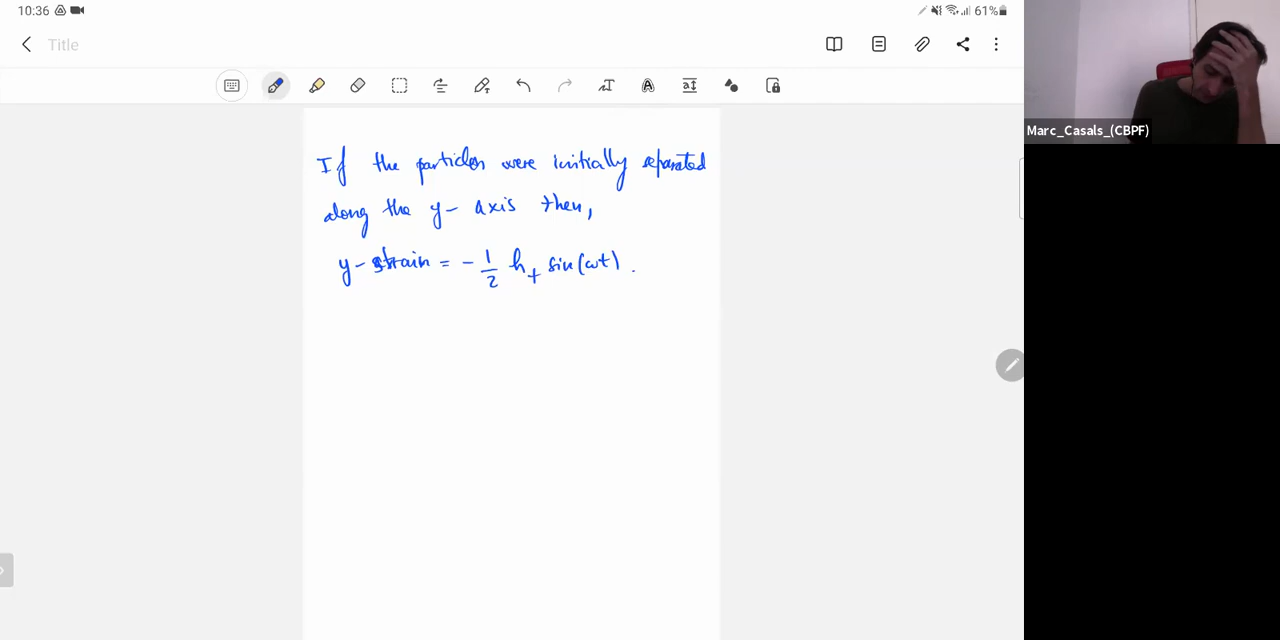 10:36
61%
Title
Marc_Casals_(CBPF)
If the particles were initially separated
along the y- axis then,
y-strain = - 1/2 h₊ sin(ωt).